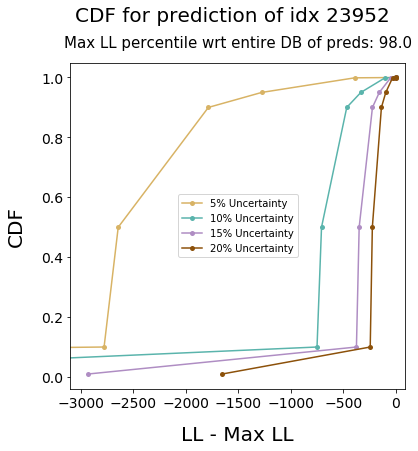 CDF for prediction of idx 23952
Max LL percentile wrt entire DB of preds: 98.0
1.0
0.8
0.6
0.4
0.2
0.0
CDF
5% Uncertainty
10% Uncertainty
15% Uncertainty
20% Uncertainty
−3000 −2500 −2000 −1500 −1000 −500 0
LL - Max LL